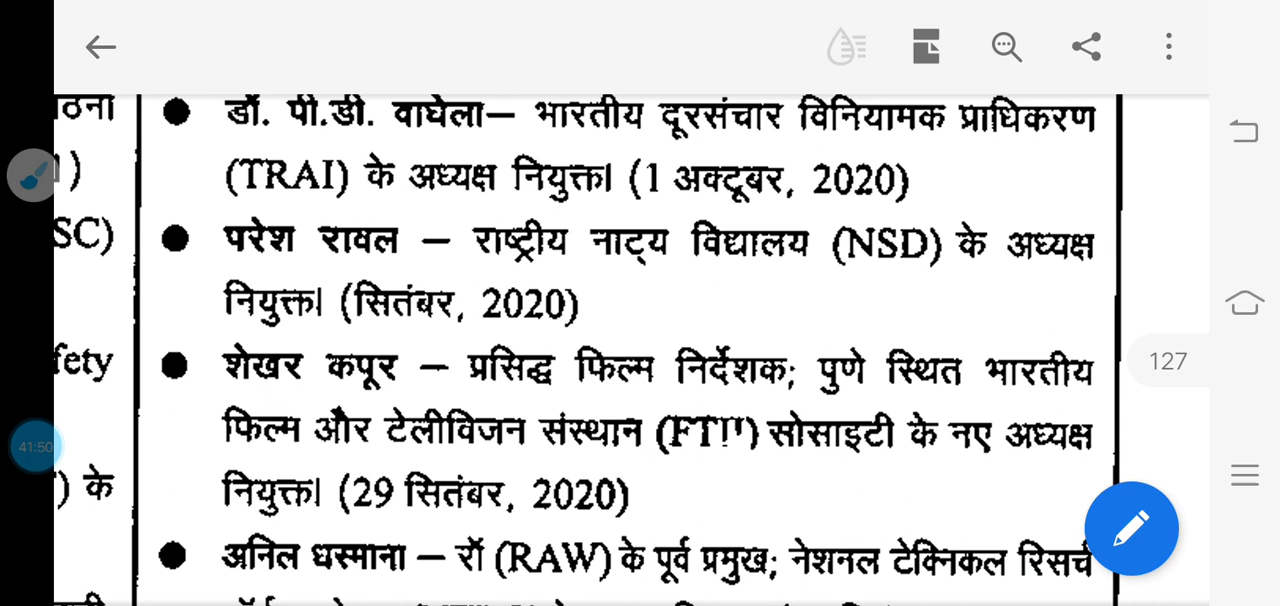 ठना
)
SC)
fety
) के
● डॉ. पी.डी. वाघेला– भारतीय दूरसंचार विनियामक प्राधिकरण
(TRAI) के अध्यक्ष नियुक्त। (1 अक्टूबर, 2020)
● परेश रावल – राष्ट्रीय नाट्य विद्यालय (NSD) के अध्यक्ष
नियुक्त। (सितंबर, 2020)
● शेखर कपूर – प्रसिद्ध फिल्म निर्देशक; पुणे स्थित भारतीय
फिल्म और टेलीविजन संस्थान (FTII) सोसाइटी के नए अध्यक्ष
नियुक्त। (29 सितंबर, 2020)
● अनिल धस्माना – रॉ (RAW) के पूर्व प्रमुख; नेशनल टेक्निकल रिसर्च
127
41:50